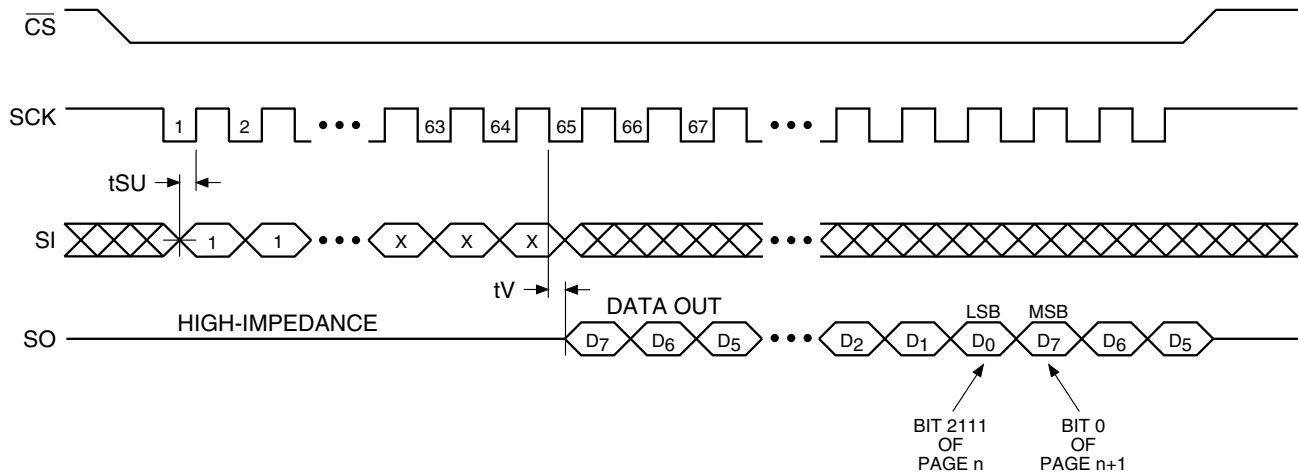 CS
SCK 1 2 63 64 65 66 67
tSU
SI 1 1 X X X
tV
HIGH-IMPEDANCE
DATA OUT
LSB MSB
SO D7 D6 D5 D2 D1 D0 D7 D6 D5
BIT 2111
OF
PAGE n
BIT 0
OF
PAGE n+1